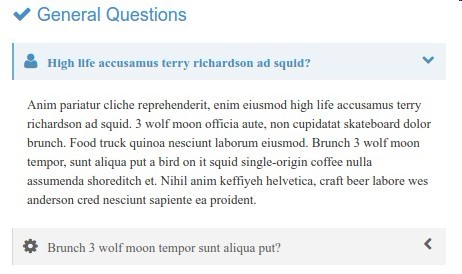 General Questions
High life accusamus terry richardson ad squid?
Anim pariatur cliche reprehenderit, enim eiusmod high life accusamus terry
richardson ad squid. 3 wolf moon officia aute, non cupidatat skateboard dolor
brunch. Food truck quinoa nesciunt laborum eiusmod. Brunch 3 wolf moon
tempor, sunt aliqua put a bird on it squid single-origin coffee nulla
assumenda shoreditch et. Nihil anim keffiyeh helvetica, craft beer labore wes
anderson cred nesciunt sapiente ea proident.
Brunch 3 wolf moon tempor sunt aliqua put?